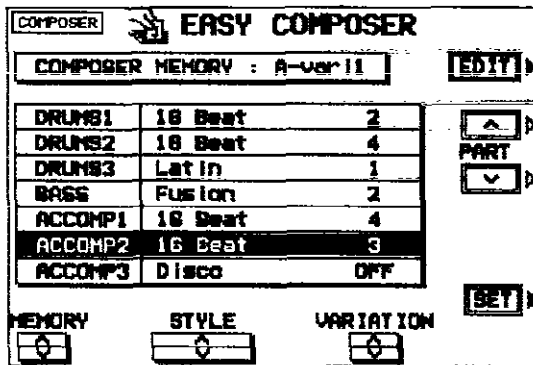 COMPOSER EASY COMPOSER
COMPOSER MEMORY : A-vari1 EDIT
DRUMS1 16 Beat 2
DRUMS2 16 Beat 4
DRUMS3 Latin 1
PART
BASS Fusion 2
ACCOMP1 16 Beat 4
ACCOMP2 16 Beat 3
ACCOMP3 Disco OFF
SET
MEMORY STYLE VARIATION